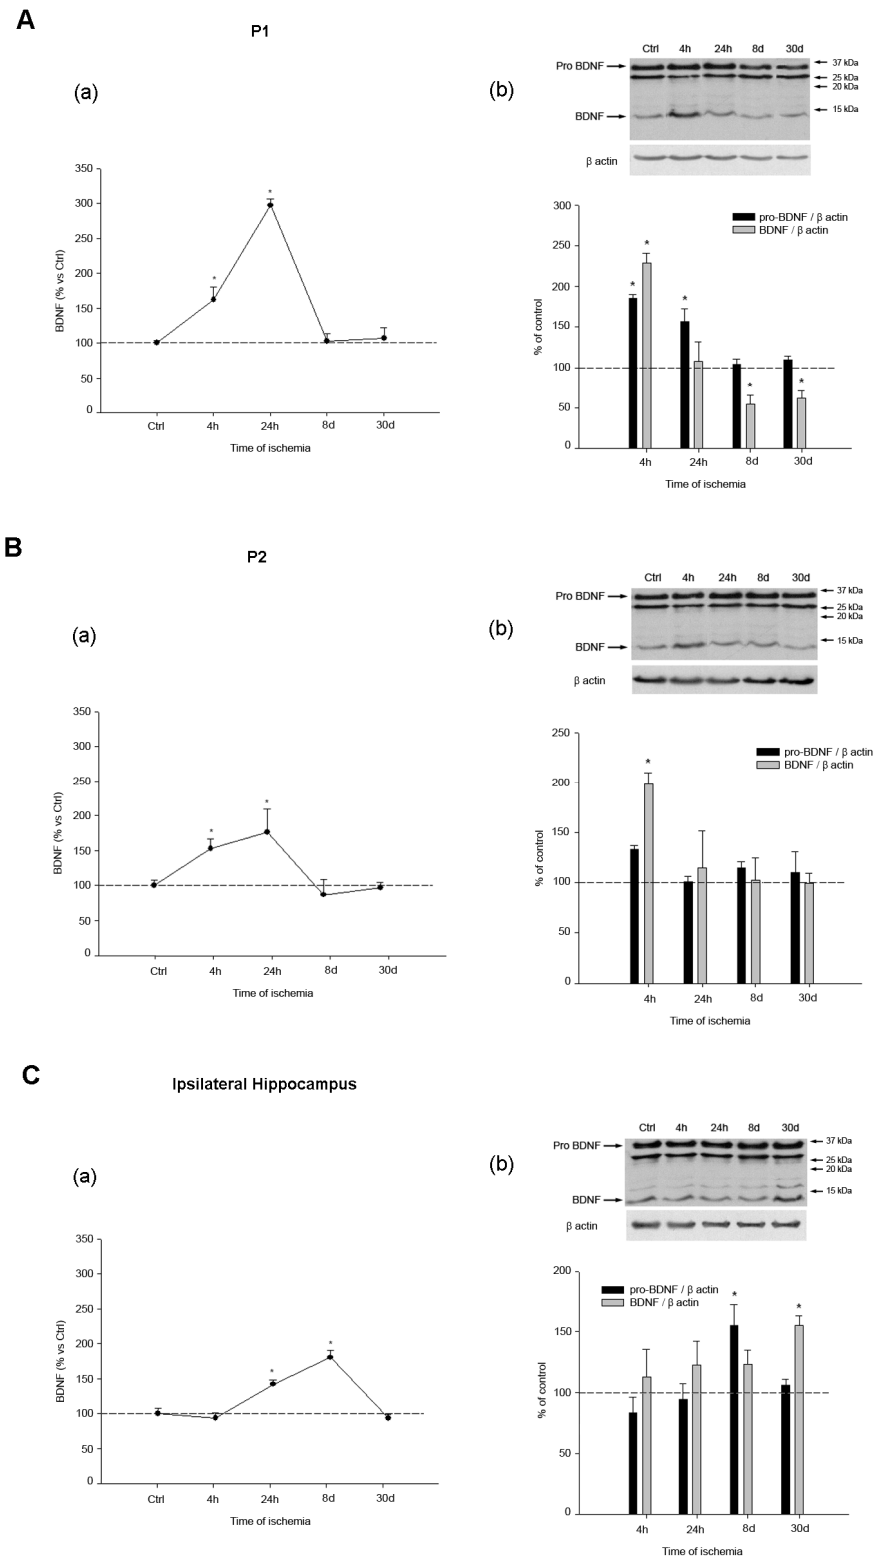 A
P1
(a)
350
300
250
200
150
100
50
0
BDNF (% vs Ctrl)
*
*
Ctrl 4h 24h 8d 30d
Time of ischemia
(b)
Ctrl 4h 24h 8d 30d
Pro BDNF
37 kDa
25 kDa
20 kDa
BDNF
15 kDa
β actin
300
250
200
150
100
50
0
% of control
pro-BDNF / β actin
BDNF / β actin
*
*
*
*
*
4h 24h 8d 30d
Time of ischemia
B
P2
(a)
350
300
250
200
150
100
50
0
BDNF (% vs Ctrl)
*
*
Ctrl 4h 24h 8d 30d
Time of ischemia
(b)
Ctrl 4h 24h 8d 30d
Pro BDNF
37 kDa
25 kDa
20 kDa
BDNF
15 kDa
β actin
250
200
150
100
50
0
% of control
pro-BDNF / β actin
BDNF / β actin
*
4h 24h 8d 30d
Time of ischemia
C
Ipsilateral Hippocampus
(a)
350
300
250
200
150
100
50
0
BDNF (% vs Ctrl)
*
*
Ctrl 4h 24h 8d 30d
Time of ischemia
(b)
Ctrl 4h 24h 8d 30d
Pro BDNF
37 kDa
25 kDa
20 kDa
15 kDa
BDNF
β actin
200
150
100
50
0
% of control
pro-BDNF / β actin
BDNF / β actin
*
*
4h 24h 8d 30d
Time of ischemia